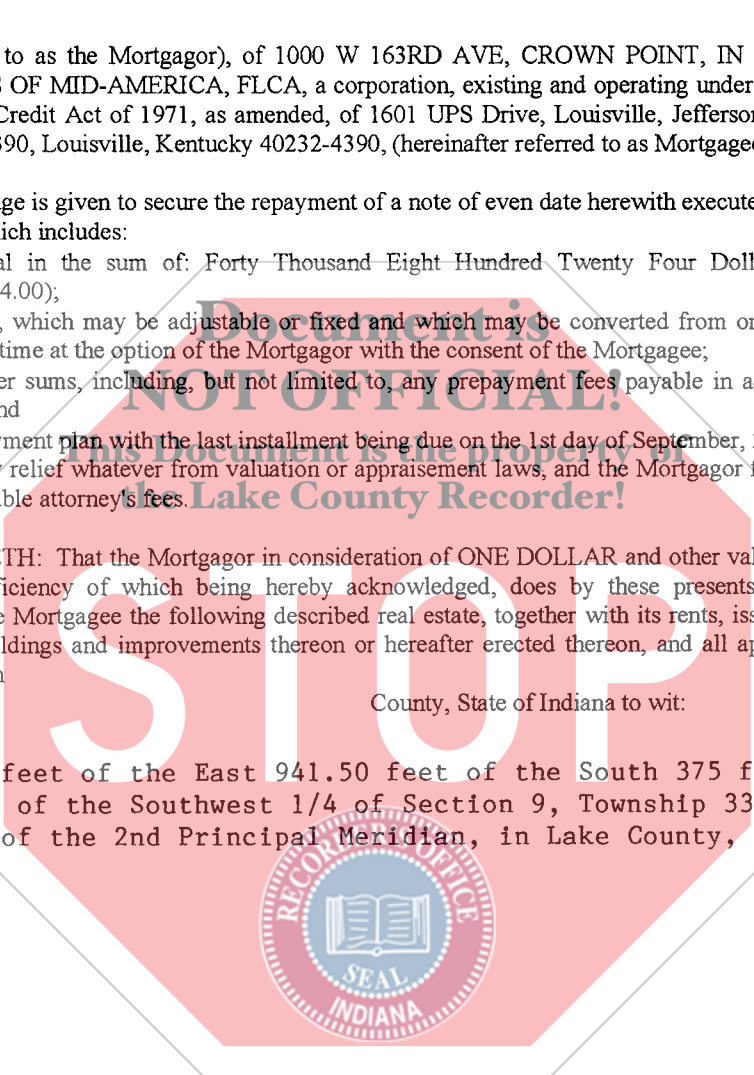 to as the Mortgagor), of 1000 W 163RD AVE, CROWN POINT, IN
S OF MID-AMERICA, FLCA, a corporation, existing and operating under
Credit Act of 1971, as amended, of 1601 UPS Drive, Louisville, Jefferson
390, Louisville, Kentucky 40232-4390, (hereinafter referred to as Mortgagee
ge is given to secure the repayment of a note of even date herewith execute
ich includes:
al in the sum of: Forty Thousand Eight Hundred Twenty Four Doll
4.00);
, which may be adjustable or fixed and which may be converted from or
time at the option of the Mortgagor with the consent of the Mortgagee;
er sums, including, but not limited to, any prepayment fees payable in a
nd
yment plan with the last installment being due on the 1st day of September,
relief whatever from valuation or appraisement laws, and the Mortgagor
ble attorney's fees.
Document is
NOT OFFICIAL!
This Document is the property of
the Lake County Recorder!
ETH: That the Mortgagor in consideration of ONE DOLLAR and other val
ficiency of which being hereby acknowledged, does by these presents
e Mortgagee the following described real estate, together with its rents, iss
ldings and improvements thereon or hereafter erected thereon, and all ap
County, State of Indiana to wit:
STOP
feet of the East 941.50 feet of the South 375 f
of the Southwest 1/4 of Section 9, Township 33
of the 2nd Principal Meridian, in Lake County,
RECORDER'S OFFICE
SEAL
INDIANA